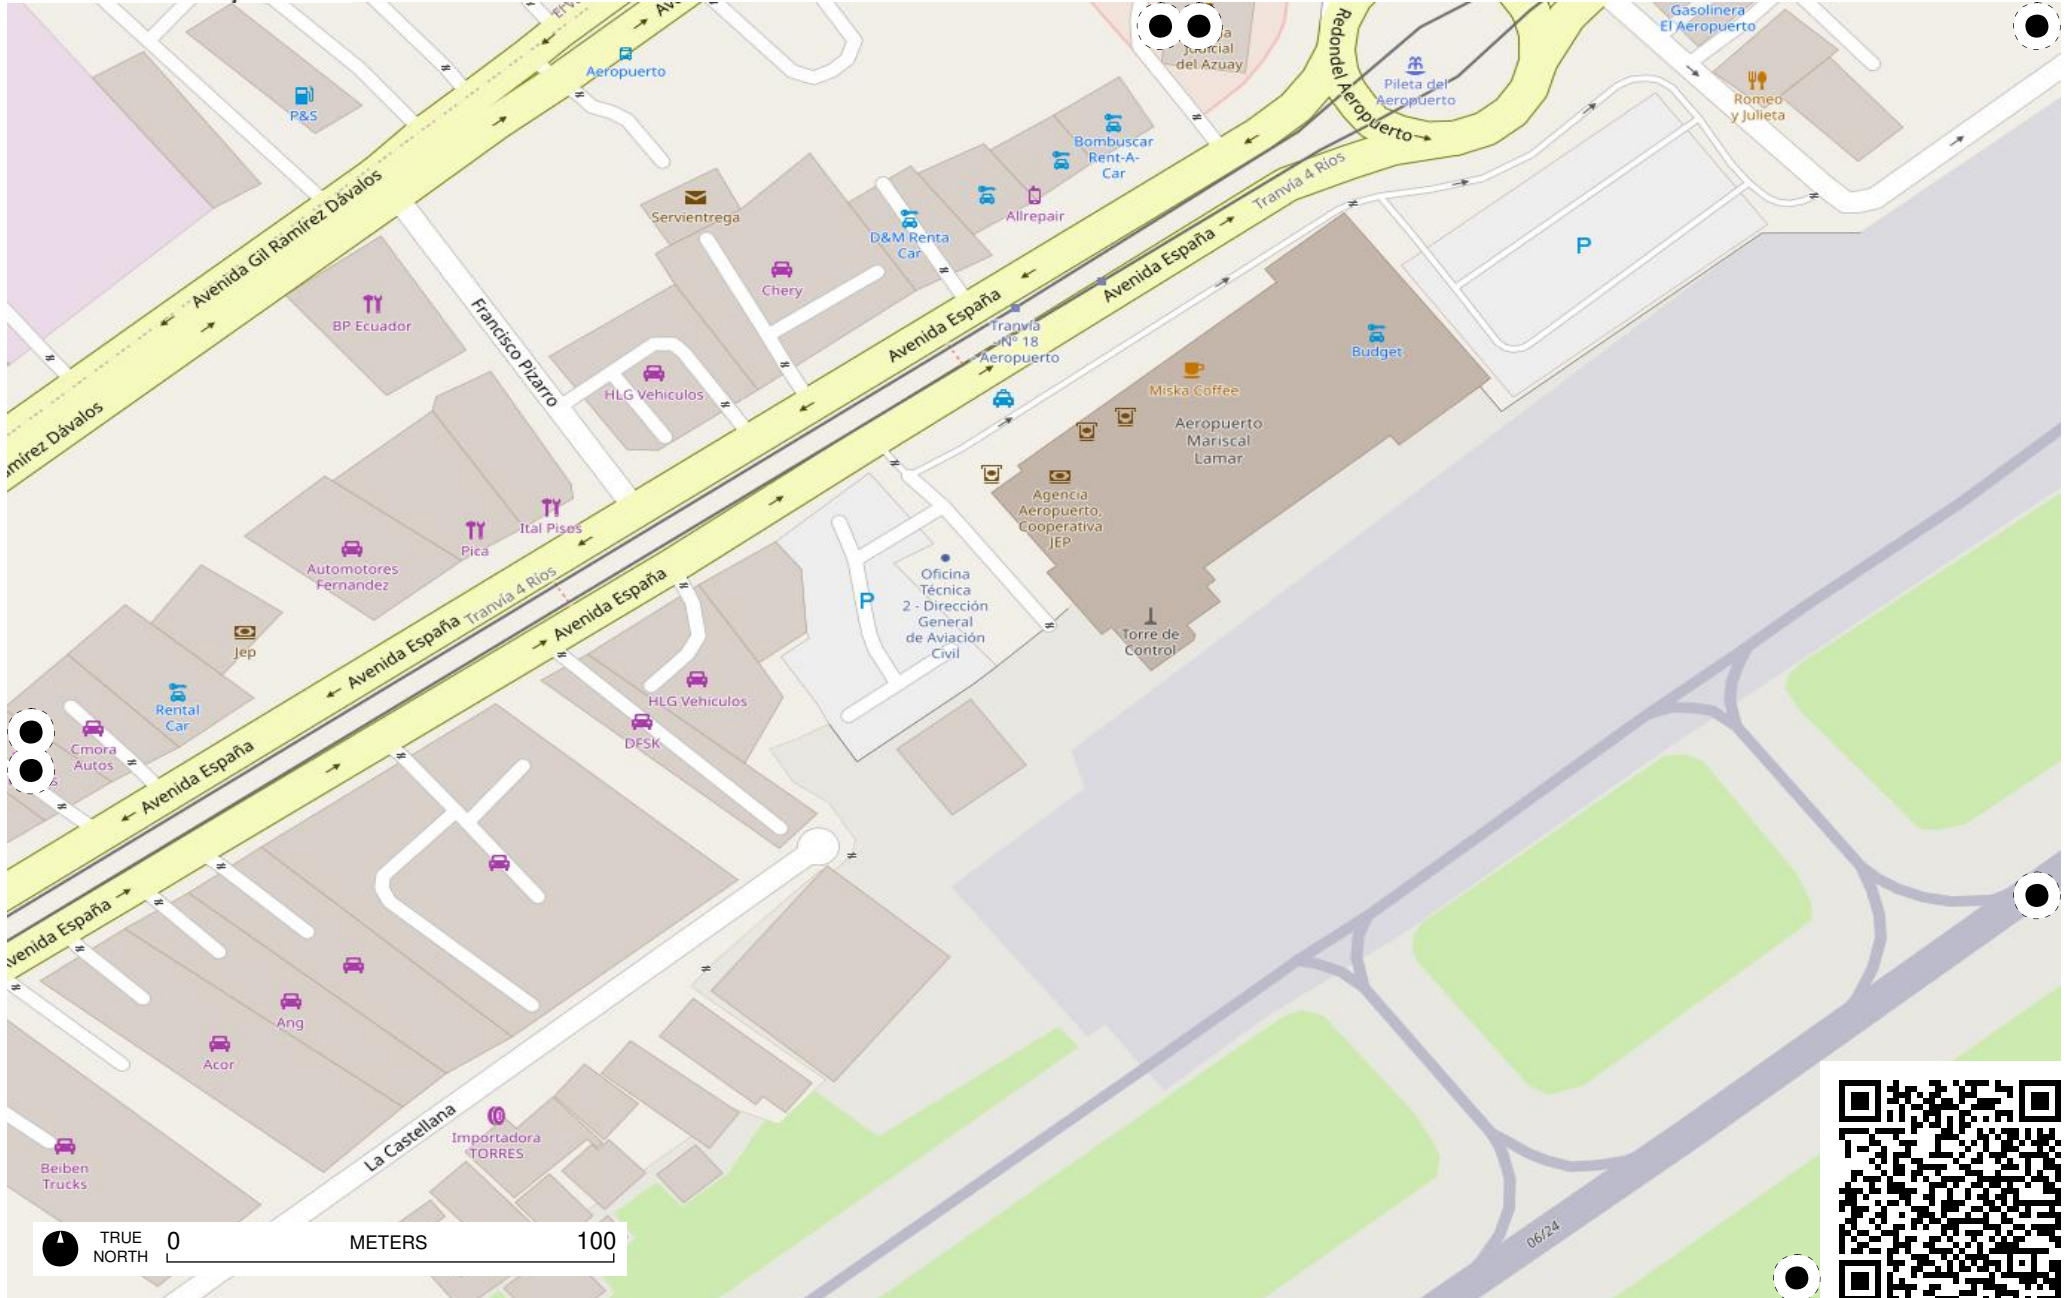 Gasolinera
El Aeropuerto
Judicial
del Azuay
Redondel Aeropuerto
Pileta del
Aeropuerto
Romeo
y Julieta
Aeropuerto
P&S
Bombuscar
Rent-A-
Car
Tranvía 4 Ríos
Allrepair
Servientrega
D&M Renta
Car
Avenida Gil Ramírez Dávalos
Avenida España
P
Chery
BP Ecuador
Francisco Pizarro
Avenida España
Tranvía
Nº 18
Aeropuerto
Budget
HLG Vehiculos
Miska Coffee
Aeropuerto
Mariscal
Lamar
Dávalos
Agencia
Aeropuerto,
Cooperativa
JEP
Ital Pisos
Pica
Automotores
Fernandez
Tranvía 4 Ríos
Avenida España
Oficina
Técnica
2 - Dirección
General
de Aviación
Civil
P
Torre de
Control
Jep
Avenida España
HLG Vehiculos
Rental
Car
DFSK
Cmora
Autos
Avenida España
España
Ang
Acor
Importadora
TORRES
La Castellana
Beiben
Trucks
06/24
TRUE
NORTH
0 METERS 100